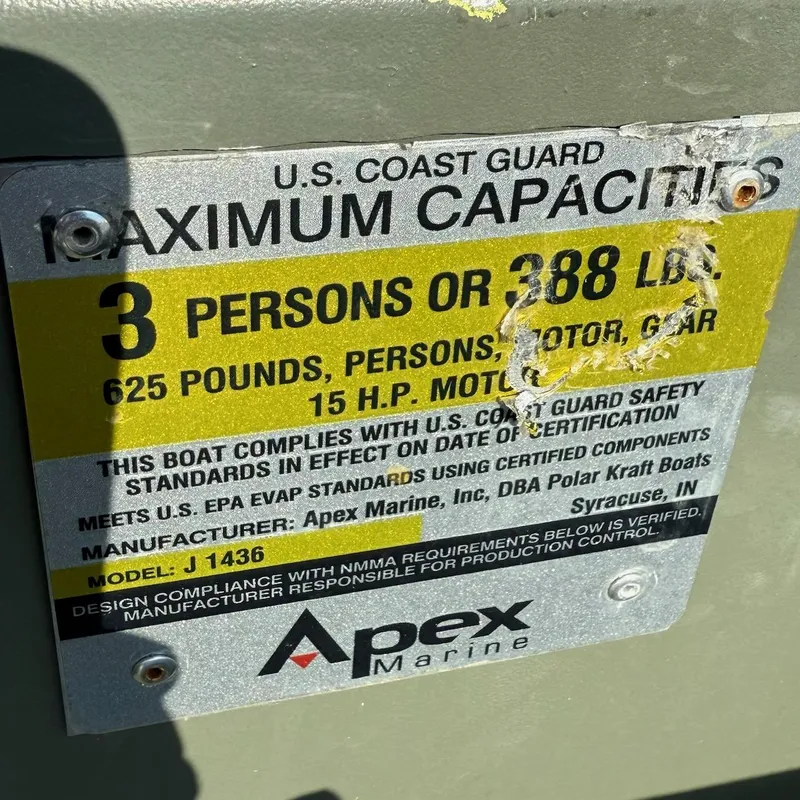 U.S. COAST GUARD
MAXIMUM CAPACITIES
3 PERSONS OR 388 LBS.
625 POUNDS, PERSONS, MOTOR, GEAR
15 H.P. MOTOR
THIS BOAT COMPLIES WITH U.S. COAST GUARD SAFETY
STANDARDS IN EFFECT ON DATE OF CERTIFICATION
MEETS U.S. EPA EVAP STANDARDS USING CERTIFIED COMPONENTS
MANUFACTURER: Apex Marine, Inc, DBA Polar Kraft Boats
Syracuse, IN
MODEL: J 1436
DESIGN COMPLIANCE WITH NMMA REQUIREMENTS BELOW IS VERIFIED.
MANUFACTURER RESPONSIBLE FOR PRODUCTION CONTROL.
Apex
Marine